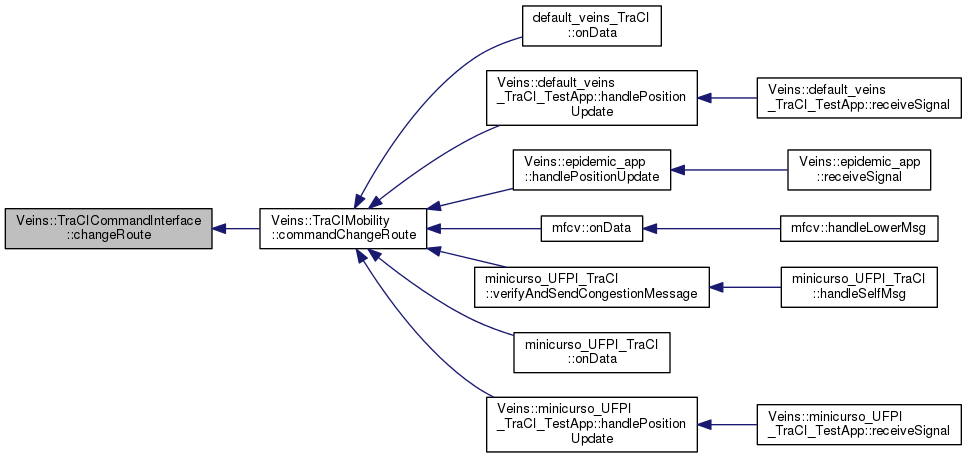 Veins::TraCICommandInterface
::changeRoute
Veins::TraCIMobility
::commandChangeRoute
default_veins_TraCI
::onData
Veins::default_veins
_TraCI_TestApp::handlePosition
Update
Veins::default_veins
_TraCI_TestApp::receiveSignal
Veins::epidemic_app
::handlePositionUpdate
Veins::epidemic_app
::receiveSignal
mfcv::onData
mfcv::handleLowerMsg
minicurso_UFPI_TraCI
::verifyAndSendCongestionMessage
minicurso_UFPI_TraCI
::handleSelfMsg
minicurso_UFPI_TraCI
::onData
Veins::minicurso_UFPI
_TraCI_TestApp::handlePosition
Update
Veins::minicurso_UFPI
_TraCI_TestApp::receiveSignal